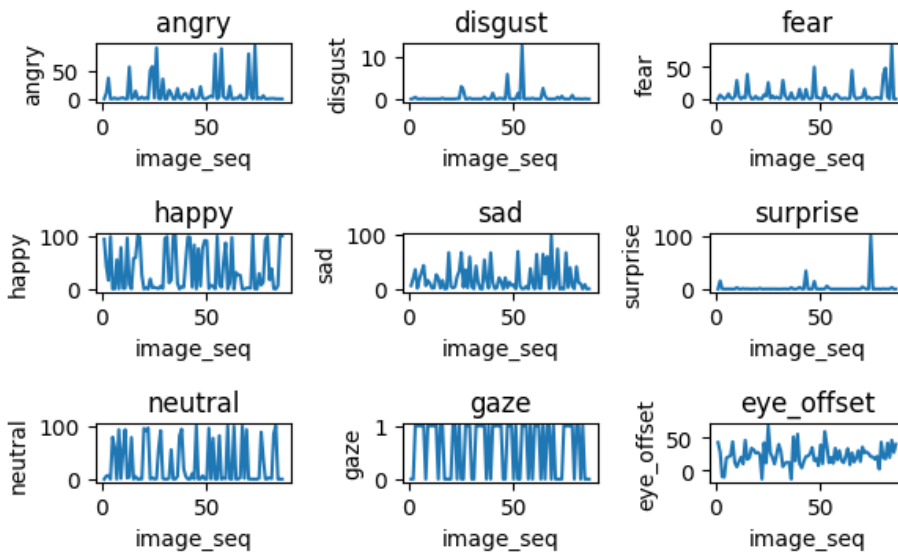 angry disgust fear
angry 50 0 disgust 10 0 fear 50 0
0 50 0 50 0 50
image_seq image_seq image_seq
happy sad surprise
happy 100 0 sad 100 0 surprise 100 0
0 50 0 50 0 50
image_seq image_seq image_seq
neutral gaze eye_offset
neutral 100 0 gaze 1 0 eye_offset 50 0
0 50 0 50 0 50
image_seq image_seq image_seq